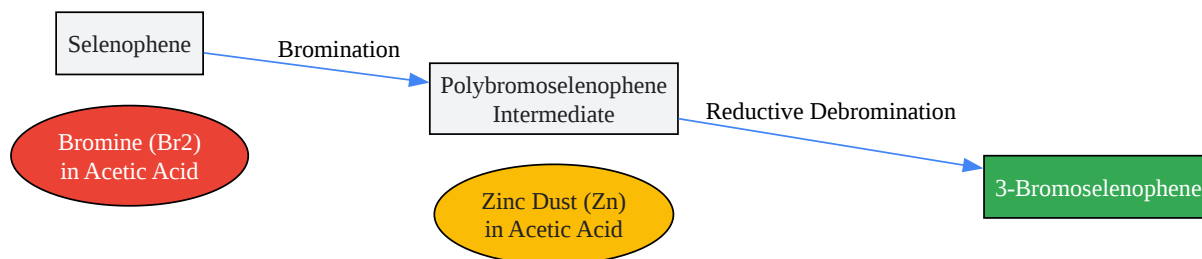 Selenophene
Bromination
Bromine (Br2)
in Acetic Acid
Polybromoselenophene
Intermediate
Reductive Debromination
Zinc Dust (Zn)
in Acetic Acid
3-Bromoselenophene